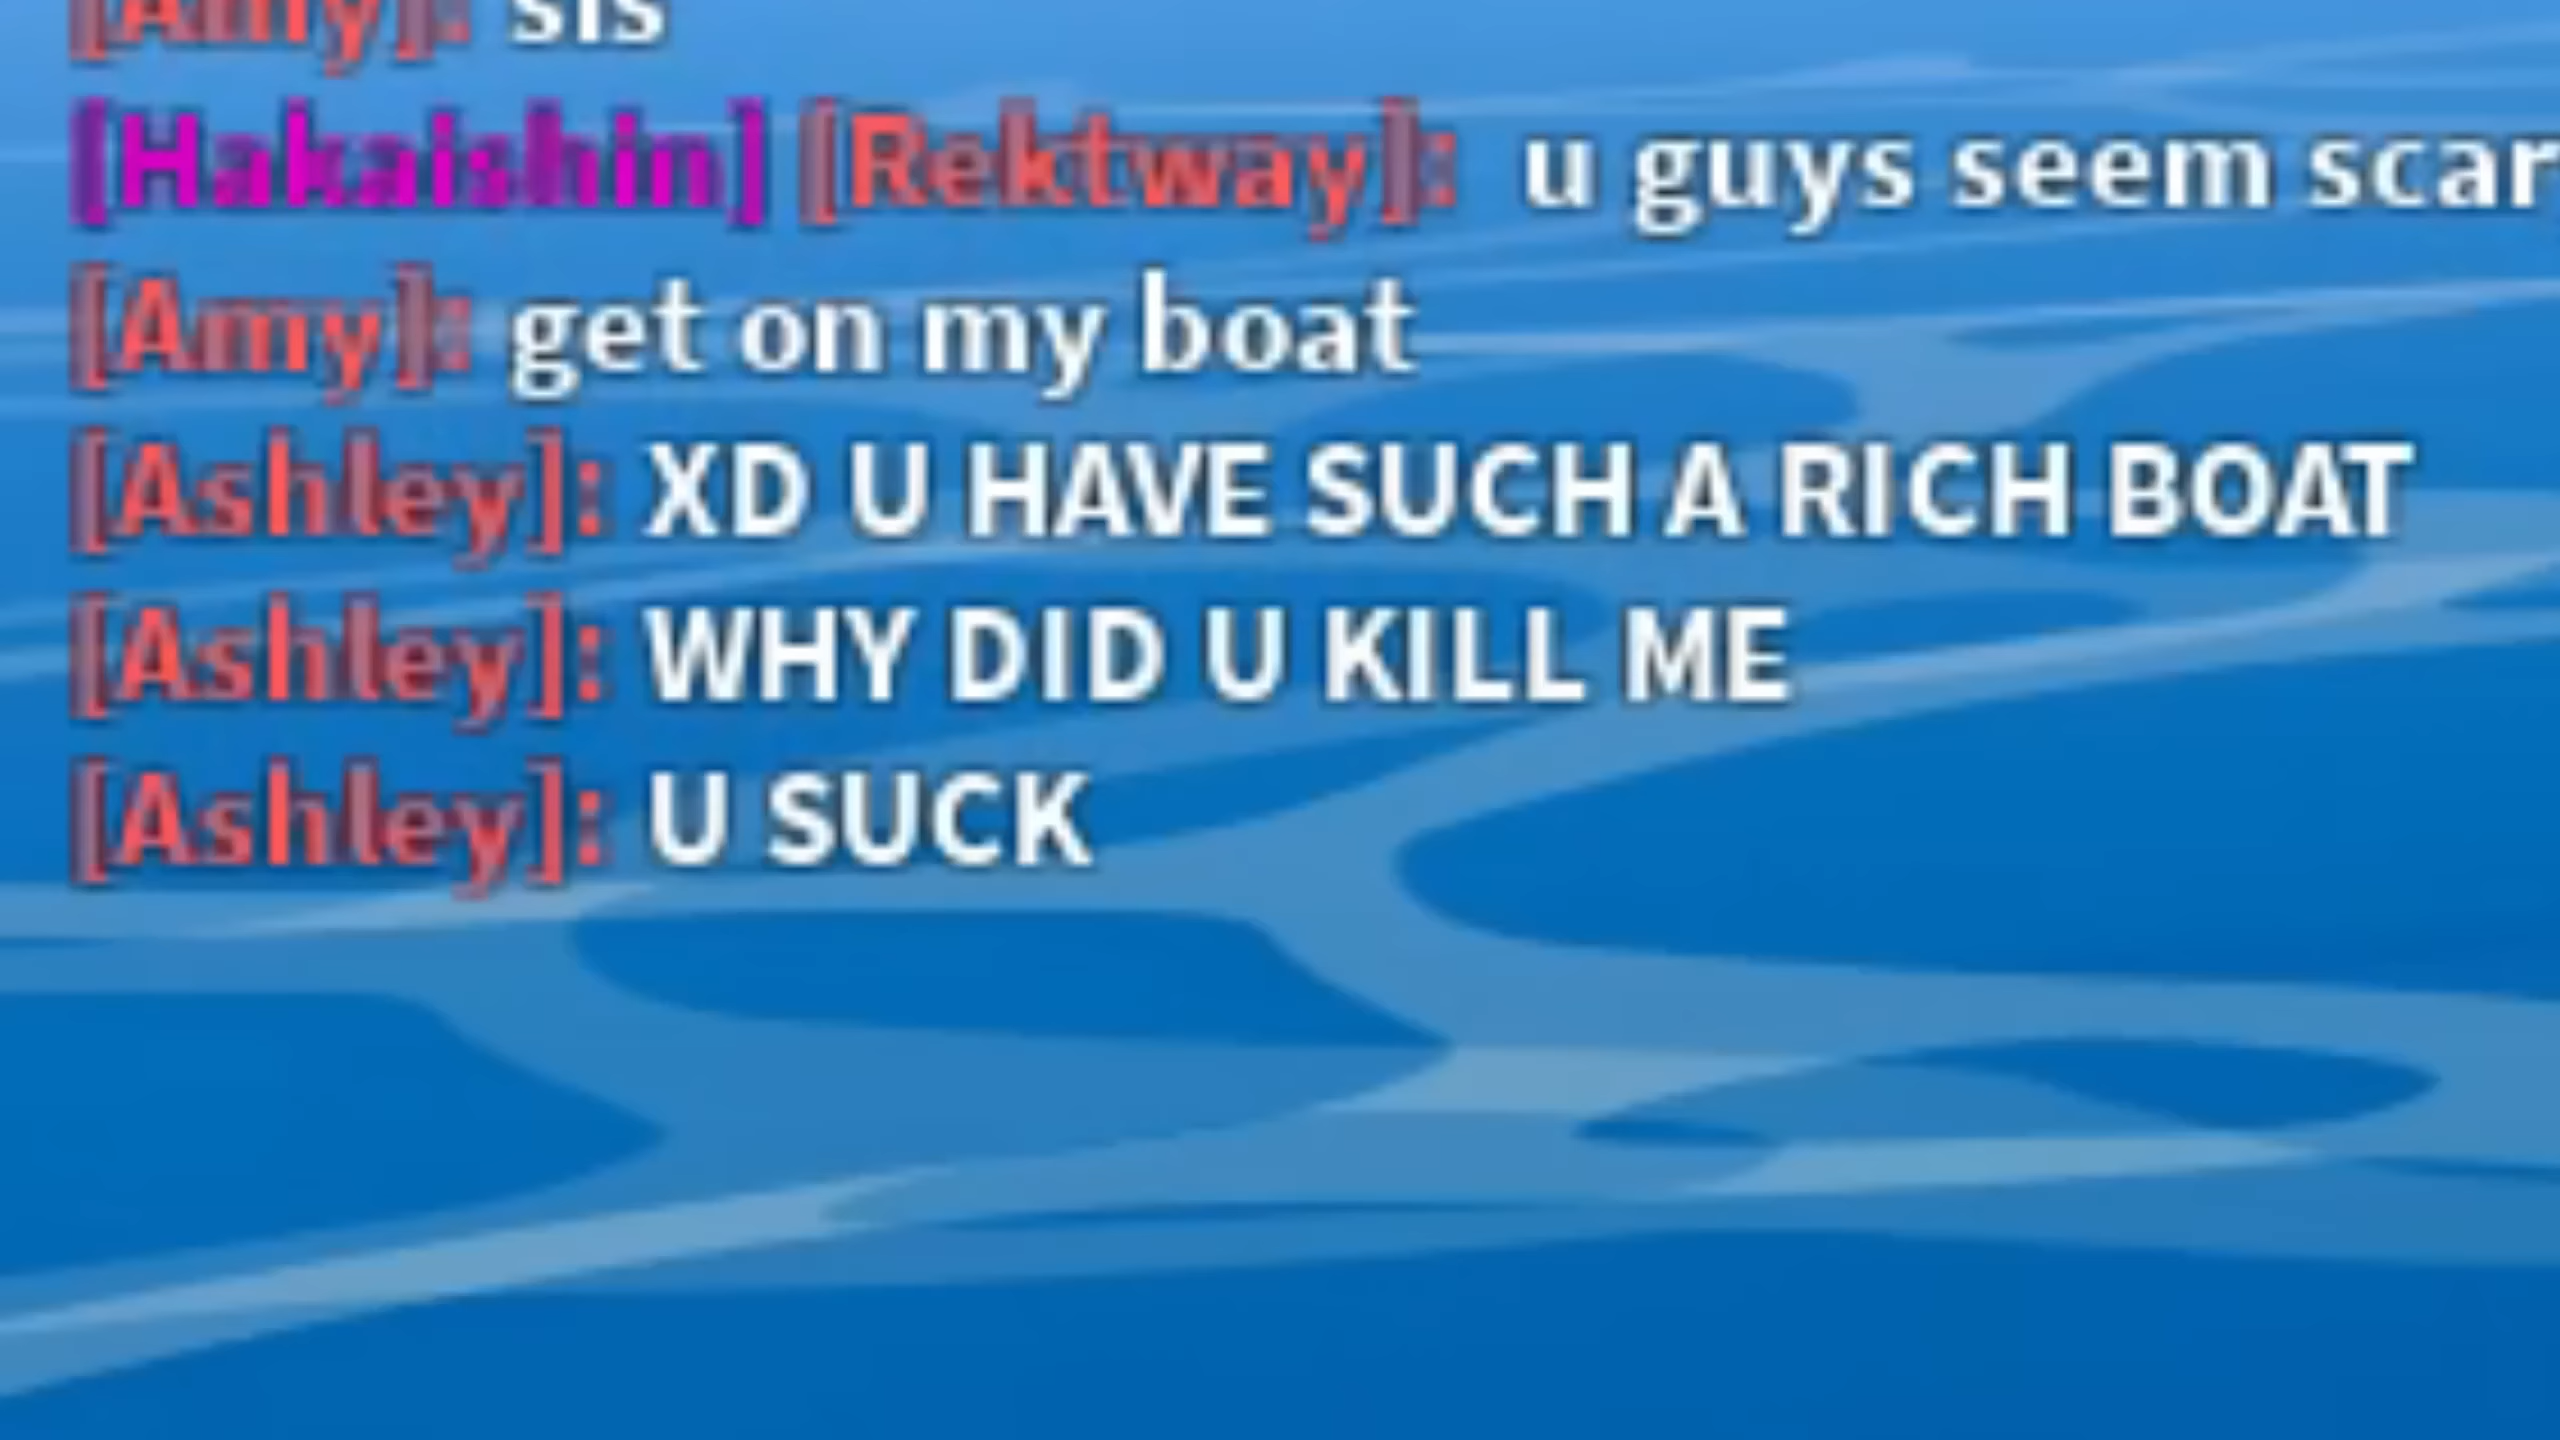 [Amy]: sis
[Hakaishin] [Rektway]: u guys seem
[Amy]: get on my boat
[Ashley]: XD U HAVE SUCH A RICH BOAT
[Ashley]: WHY DID U KILL ME
[Ashley]: U SUCK